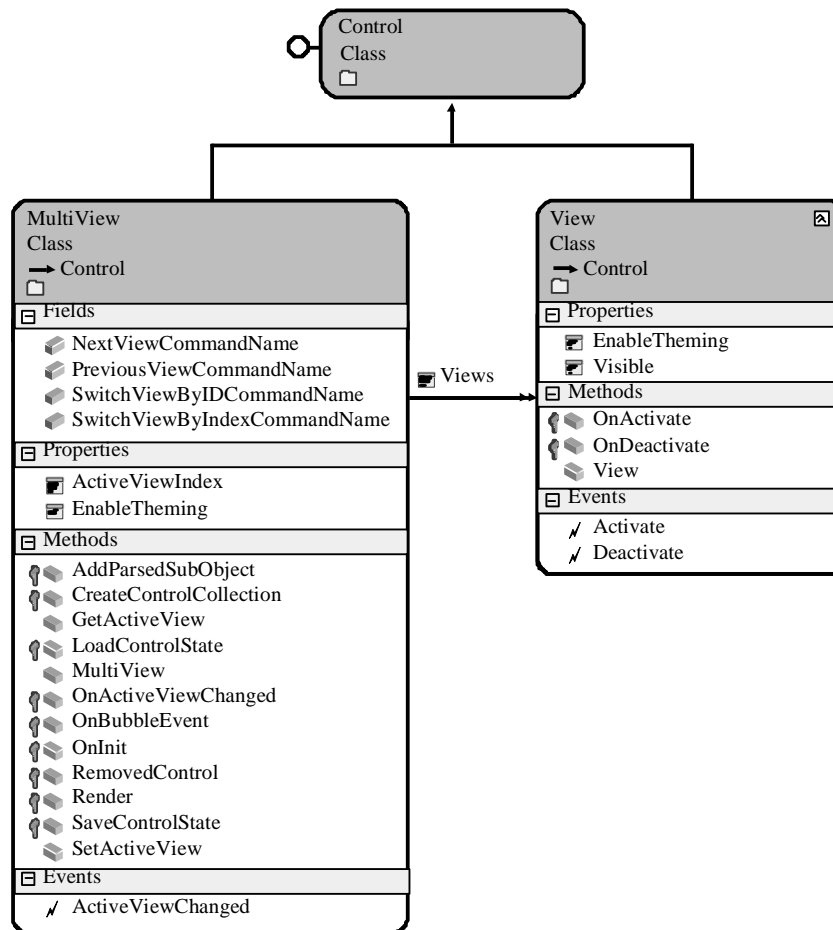 Control
Class
MultiView
Class
Control
Fields
NextViewCommandName
PreviousViewCommandName
SwitchViewByIDCommandName
SwitchViewByIndexCommandName
Properties
ActiveViewIndex
EnableTheming
Methods
AddParsedSubObject
CreateControlCollection
GetActiveView
LoadControlState
MultiView
OnActiveViewChanged
OnBubbleEvent
OnInit
RemovedControl
Render
SaveControlState
SetActiveView
Events
ActiveViewChanged
Views
View
Class
Control
Properties
EnableTheming
Visible
Methods
OnActivate
OnDeactivate
View
Events
Activate
Deactivate